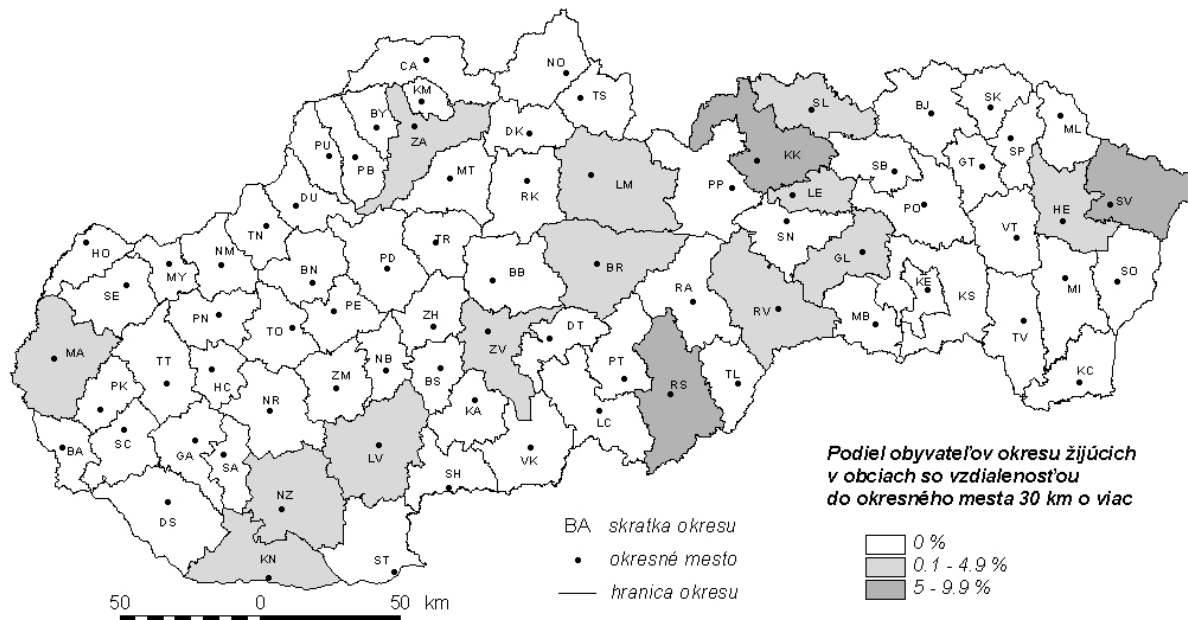 CA
NO
KM
TS
SL
BJ
SK
ML
BY
ZA
DK
PU
PB
MT
RK
LM
PP
KK
LE
SB
GT
SP
HE
SV
DU
TN
TR
PD
SN
PO
VT
GL
HO
MY
NM
BN
BB
BR
RA
RV
MB
KE
KS
MI
SO
SE
PN
TO
PE
ZH
ZV
DT
TV
MA
TT
HC
ZM
NB
BS
PT
RS
TL
KC
PK
NR
KA
LC
BA
SC
GA
SA
LV
VK
SH
DS
NZ
KN
ST
Podiel obyvateľov okresu žijúcich
v obciach so vzdialenosťou
do okresného mesta 30 km o viac
0 %
0.1 - 4.9 %
5 - 9.9 %
BA skratka okresu
okresné mesto
hranica okresu
50 0 50 km